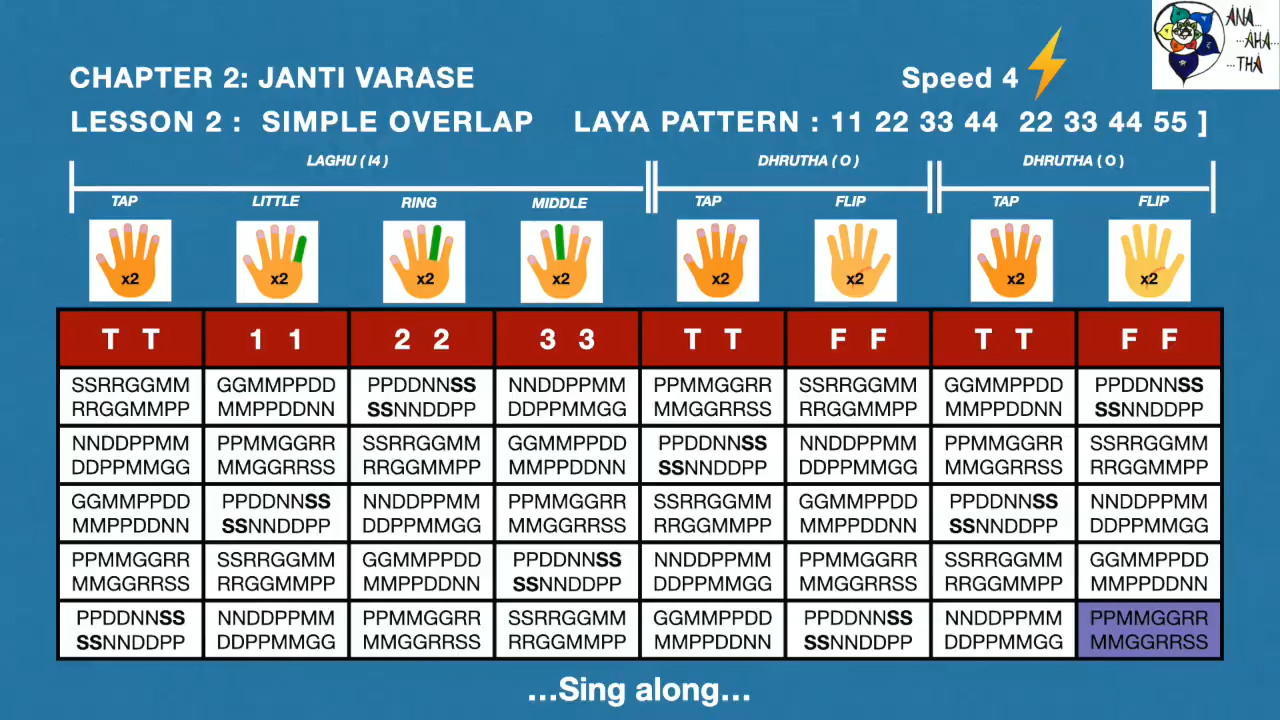 ANA...
...AHA...
...THA
CHAPTER 2: JANTI VARASE
Speed 4
LESSON 2 : SIMPLE OVERLAP
LAYA PATTERN : 11 22 33 44 22 33 44 55 ]
LAGHU ( I4 )
DHRUTHA ( O )
DHRUTHA ( O )
TAP LITTLE RING MIDDLE TAP FLIP TAP FLIP
x2 x2 x2 x2 x2 x2 x2 x2
T T 1 1 2 2 3 3 T T F F T T F F
SSRRGGMM GGMMPPDD PPDDNNSS NNDDPPMM PPMMGGRR SSRRGGMM GGMMPPDD PPDDNNSS
RRGGMMPP MMPPDDNN SSNNDDPP DDPPMMGG MMGGRRSS RRGGMMPP MMPPDDNN SSNNDDPP
NNDDPPMM PPMMGGRR SSRRGGMM GGMMPPDD PPDDNNSS NNDDPPMM PPMMGGRR SSRRGGMM
DDPPMMGG MMGGRRSS RRGGMMPP MMPPDDNN SSNNDDPP DDPPMMGG MMGGRRSS RRGGMMPP
GGMMPPDD PPDDNNSS NNDDPPMM PPMMGGRR SSRRGGMM GGMMPPDD PPDDNNSS NNDDPPMM
MMPPDDNN SSNNDDPP DDPPMMGG MMGGRRSS RRGGMMPP MMPPDDNN SSNNDDPP DDPPMMGG
PPMMGGRR SSRRGGMM GGMMPPDD PPDDNNSS NNDDPPMM PPMMGGRR SSRRGGMM GGMMPPDD
MMGGRRSS RRGGMMPP MMPPDDNN SSNNDDPP DDPPMMGG MMGGRRSS RRGGMMPP MMPPDDNN
PPDDNNSS NNDDPPMM PPMMGGRR SSRRGGMM GGMMPPDD PPDDNNSS NNDDPPMM PPMMGGRR
SSNNDDPP DDPPMMGG MMGGRRSS RRGGMMPP MMPPDDNN SSNNDDPP DDPPMMGG MMGGRRSS
...Sing along...